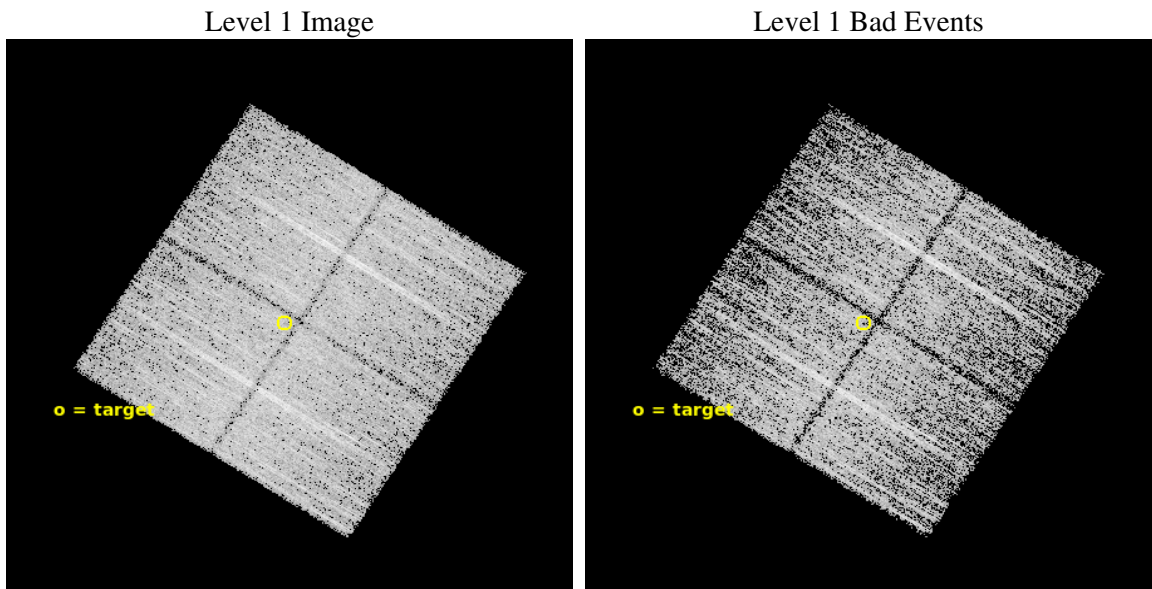 Level 1 Image
Level 1 Bad Events
o = target
o = target